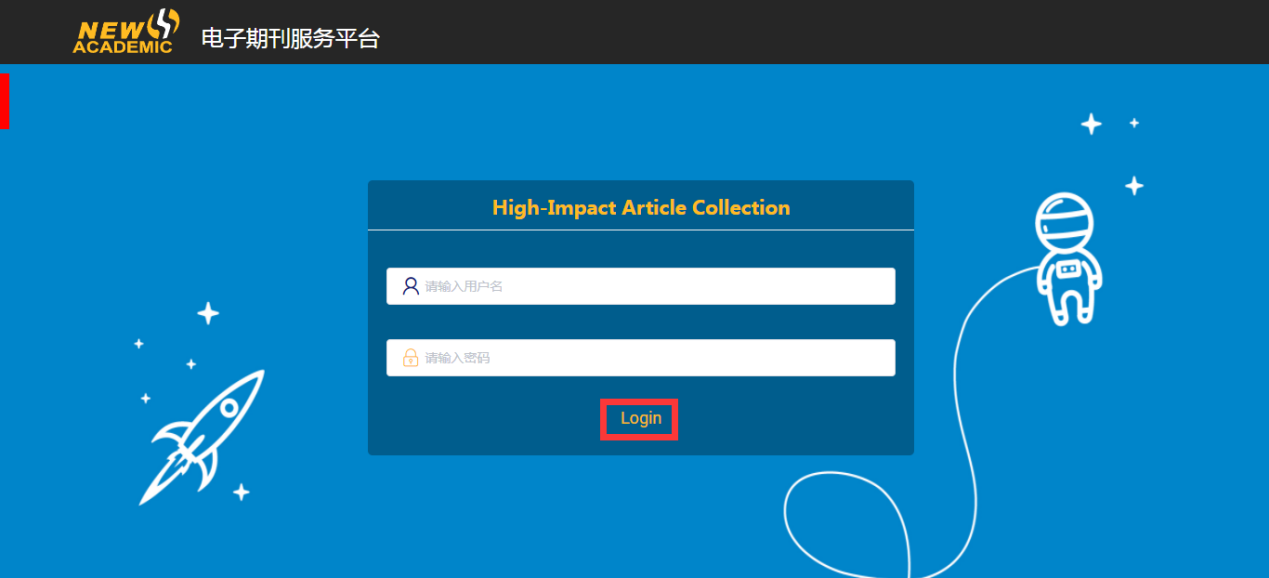 NEW
ACADEMIC
电子期刊服务平台
High-Impact Article Collection
请输入用户名
请输入密码
Login